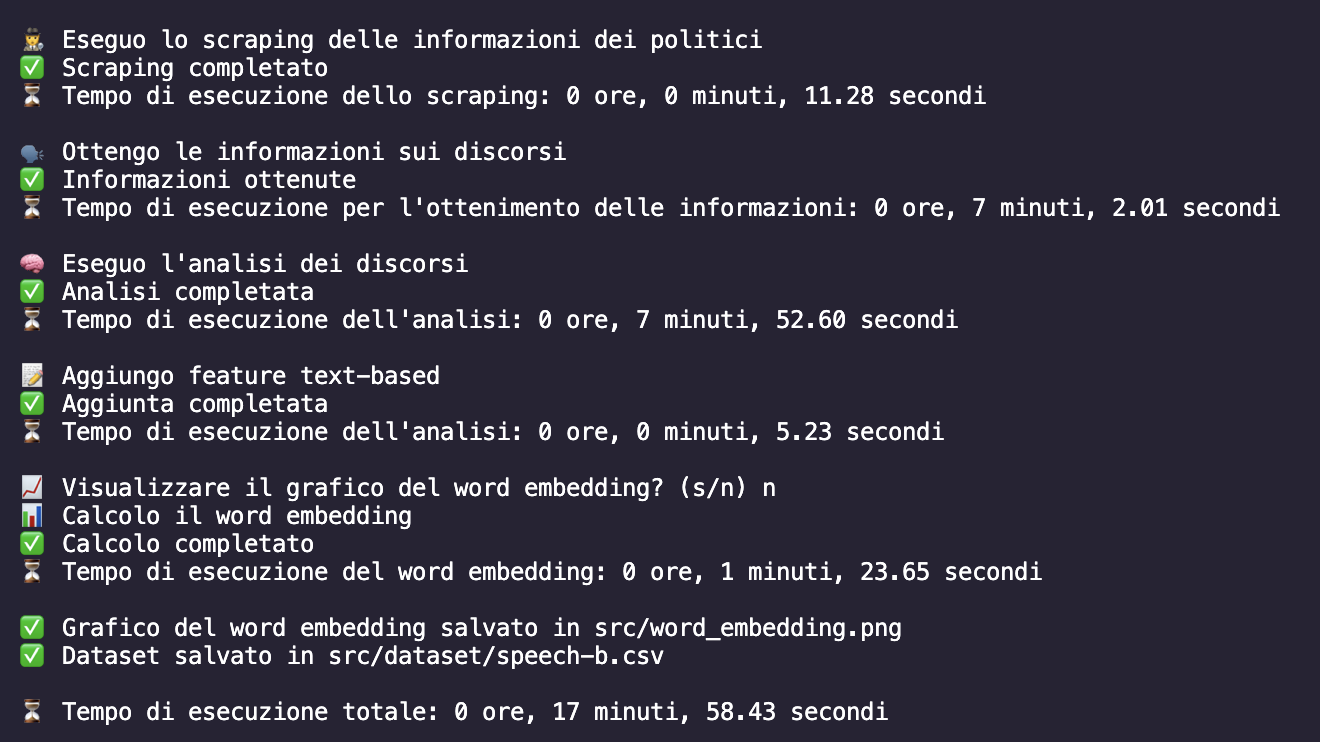 Eseguo lo scraping delle informazioni dei politici
Scraping completato
Tempo di esecuzione dello scraping: 0 ore, 0 minuti, 11.28 secondi
Ottengo le informazioni sui discorsi
Informazioni ottenute
Tempo di esecuzione per l'ottenimento delle informazioni: 0 ore, 7 minuti, 2.01 secondi
Eseguo l'analisi dei discorsi
Analisi completata
Tempo di esecuzione dell'analisi: 0 ore, 7 minuti, 52.60 secondi
Aggiungo feature text-based
Aggiunta completata
Tempo di esecuzione dell'analisi: 0 ore, 0 minuti, 5.23 secondi
Visualizzare il grafico del word embedding? (s/n) n
Calcolo il word embedding
Calcolo completato
Tempo di esecuzione del word embedding: 0 ore, 1 minuti, 23.65 secondi
Grafico del word embedding salvato in src/word_embedding.png
Dataset salvato in src/dataset/speech-b.csv
Tempo di esecuzione totale: 0 ore, 17 minuti, 58.43 secondi